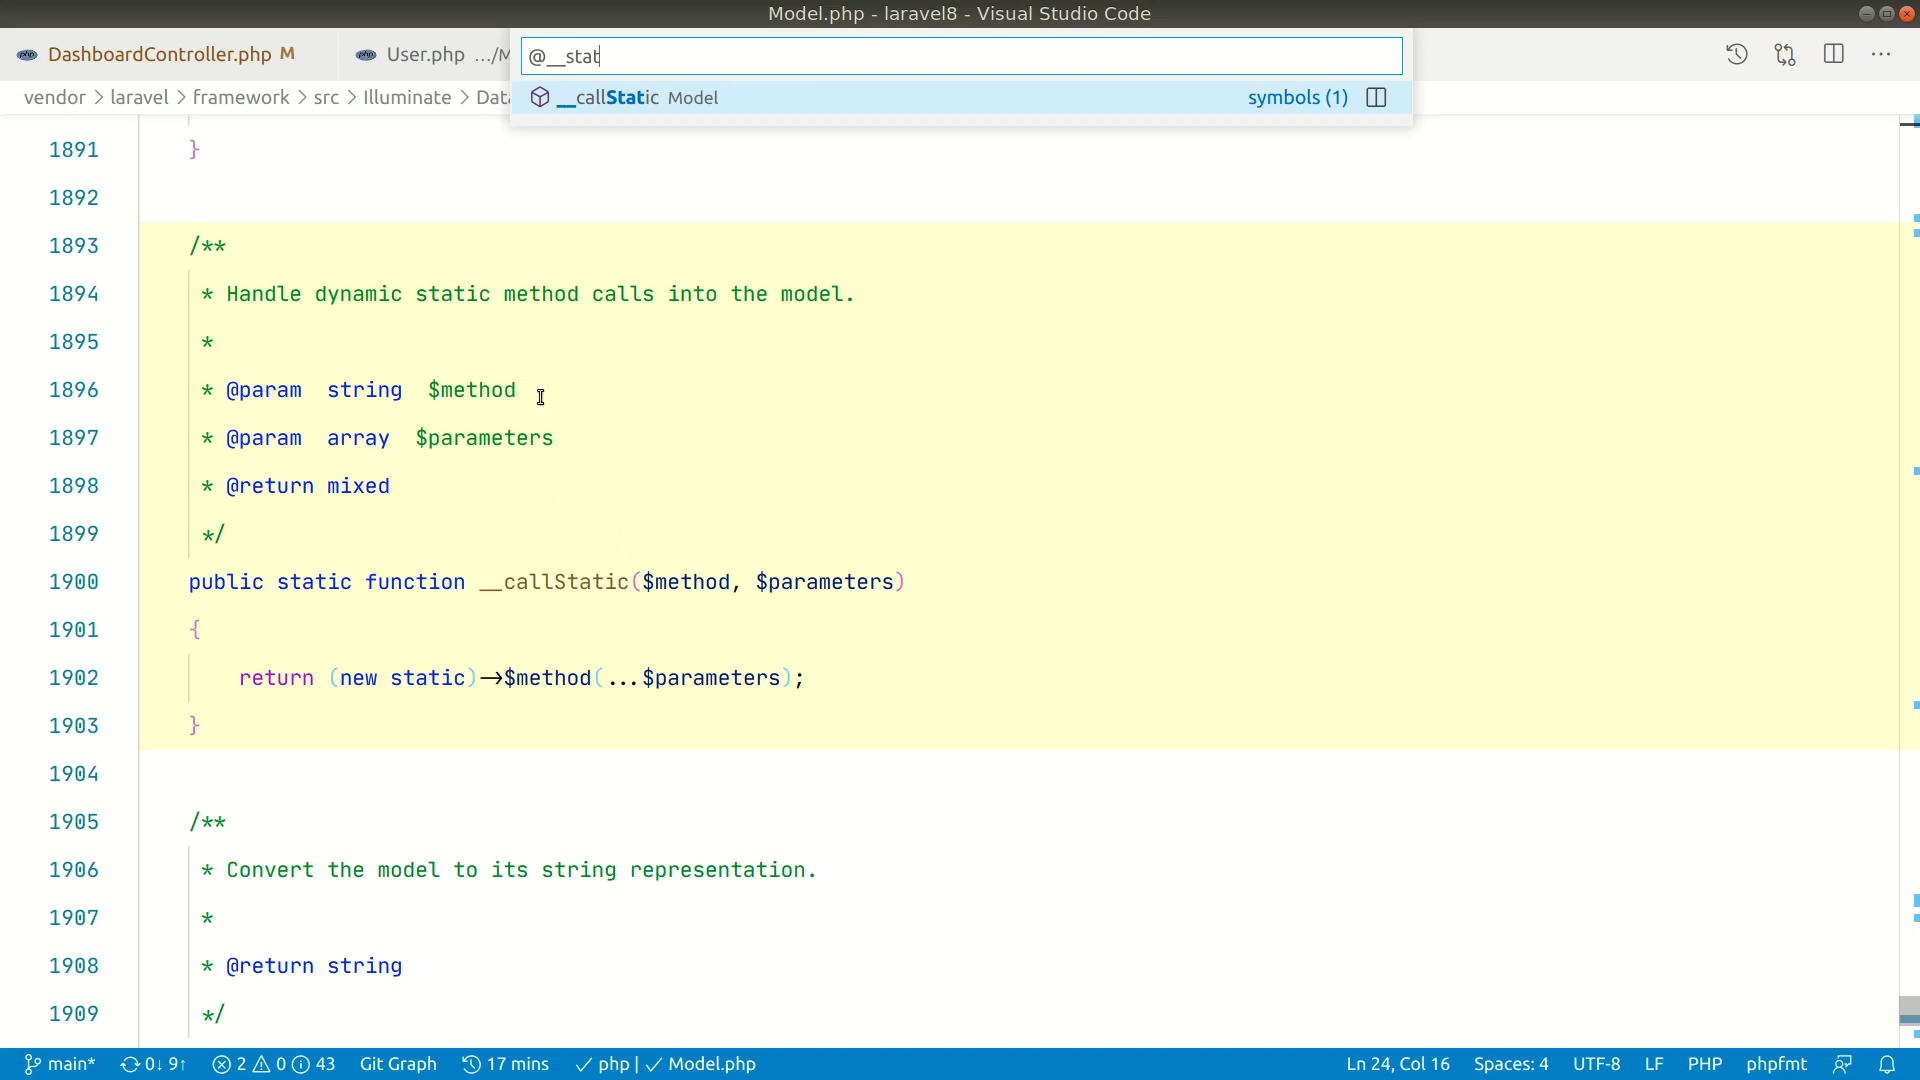 Model.php - laravel8 - Visual Studio Code
DashboardController.php M
User.php .../M
@__stat
vendor > laravel > framework > src > Illuminate > Data
__callStatic Model
symbols (1)
1891 }
1892
1893 /**
1894 * Handle dynamic static method calls into the model.
1895 *
1896 * @param  string  $method
1897 * @param  array  $parameters
1898 * @return mixed
1899 */
1900 public static function __callStatic($method, $parameters)
1901 {
1902 return (new static)->$method(...$parameters);
1903 }
1904
1905 /**
1906 * Convert the model to its string representation.
1907 *
1908 * @return string
1909 */
main* 0↓ 9↑ 2 0 43 Git Graph 17 mins ✓ php | ✓ Model.php Ln 24, Col 16 Spaces: 4 UTF-8 LF PHP phpfmt